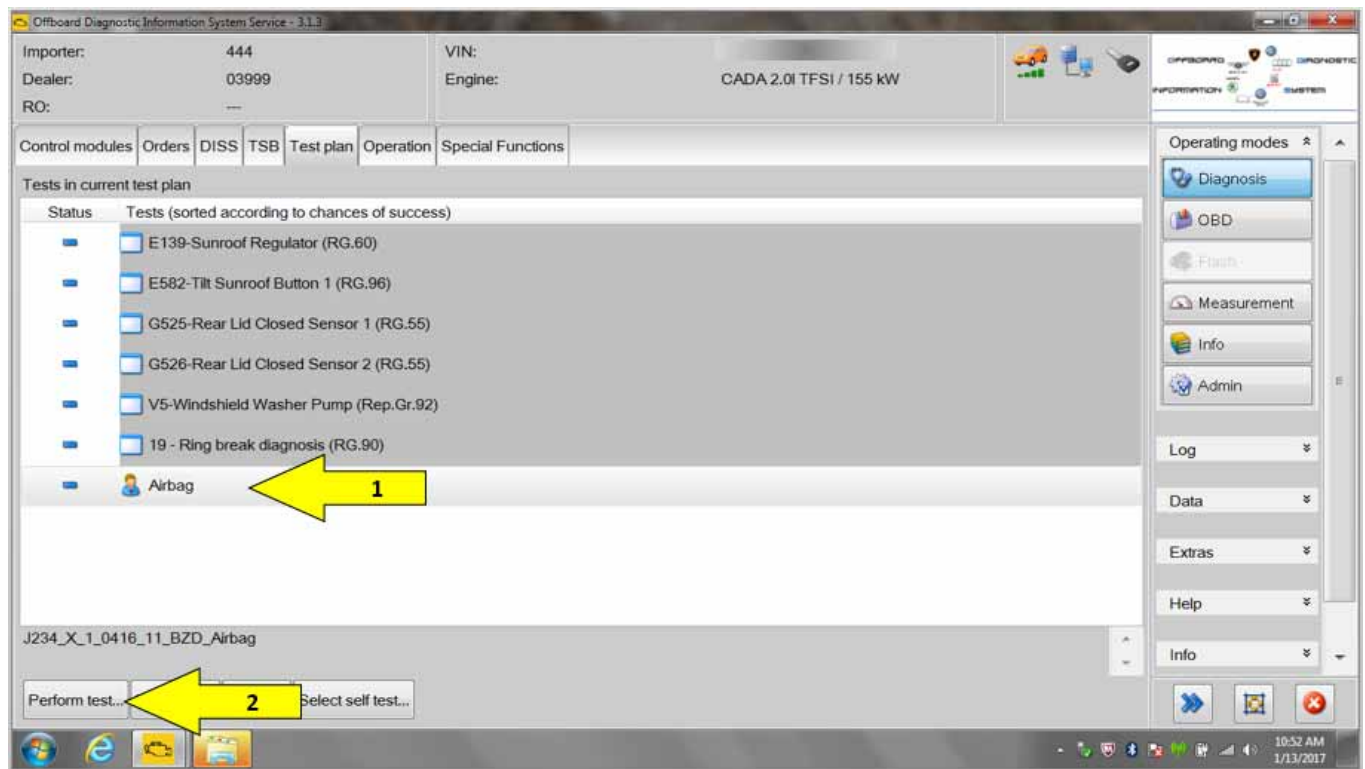 Offboard Diagnostic Information System Service - 3.1.3
Importer: 444 VIN:
Dealer: 03999 Engine: CADA 2.0l TFSI / 155 kW
RO: ---
OFFBOARD DIAGNOSTIC
INFORMATION SYSTEM
Control modules Orders DISS TSB Test plan Operation Special Functions
Operating modes
Tests in current test plan
Diagnosis
Status Tests (sorted according to chances of success)
OBD
E139-Sunroof Regulator (RG.60)
Flash
E582-Tilt Sunroof Button 1 (RG.96)
Measurement
G525-Rear Lid Closed Sensor 1 (RG.55)
Info
G526-Rear Lid Closed Sensor 2 (RG.55)
Admin
V5-Windshield Washer Pump (Rep.Gr.92)
19 - Ring break diagnosis (RG.90)
Log
Airbag 1
Data
Extras
Help
J234_X_1_0416_11_BZD_Airbag
Info
Perform test... 2 Select self test...
10:52 AM
1/13/2017